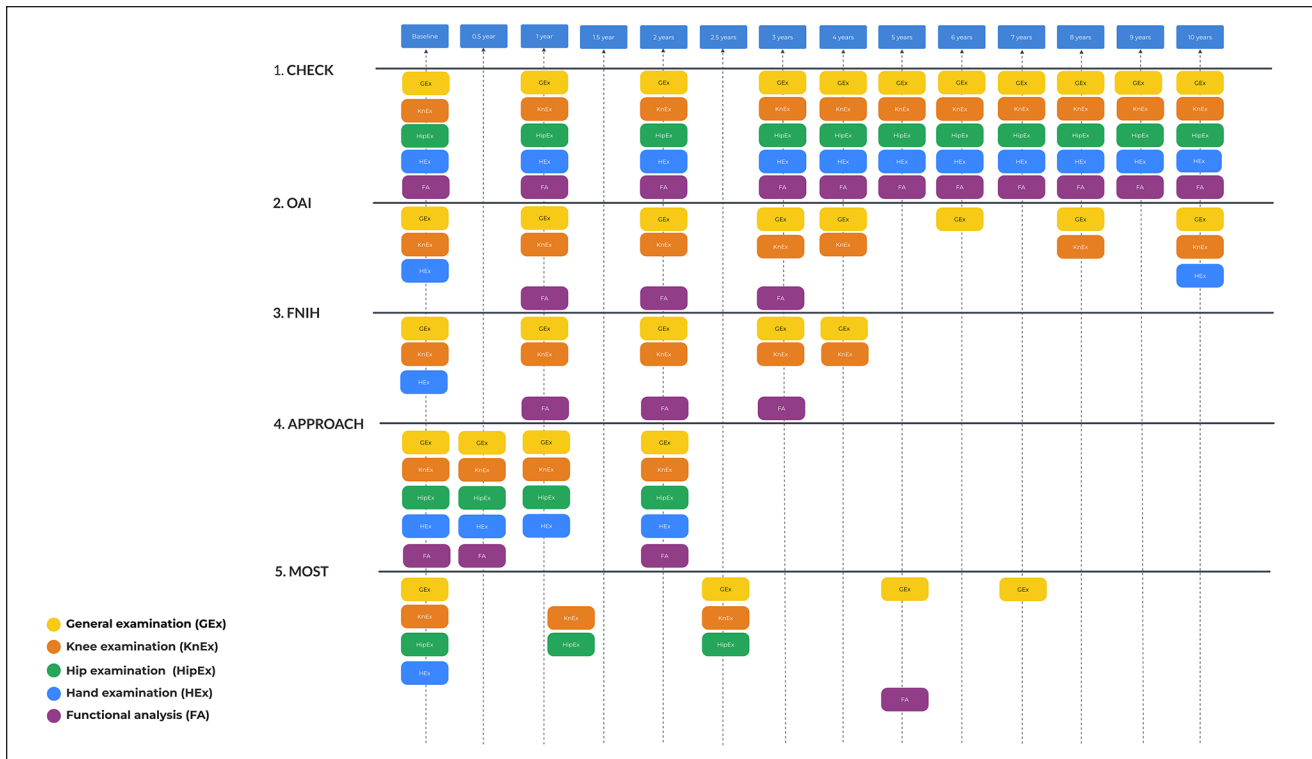 Baseline 0.5 year 1 year 1.5 year 2 years 2.5 year 3 years 4 years 5 years 6 years 7 years 8 years 9 years 10 years
1. CHECK
GEx GEx GEx GEx GEx GEx GEx GEx GEx GEx GEx
KnEx KnEx KnEx KnEx KnEx KnEx KnEx KnEx KnEx KnEx KnEx
HipEx HipEx HipEx HipEx HipEx HipEx HipEx HipEx HipEx HipEx HipEx
HEx HEx HEx HEx HEx HEx HEx HEx HEx HEx HEx
FA FA FA FA FA FA FA FA FA FA FA
2. OAI
GEx GEx GEx GEx GEx GEx GEx GEx
KnEx KnEx KnEx KnEx KnEx KnEx KnEx
HEx HEx
FA FA FA
3. FNIH
GEx GEx GEx GEx GEx
KnEx KnEx KnEx KnEx KnEx
HEx
FA FA FA
4. APPROACH
GEx GEx GEx GEx
KnEx KnEx KnEx KnEx
HipEx HipEx HipEx HipEx
HEx HEx HEx HEx
FA FA FA
5. MOST
GEx GEx GEx GEx
KnEx KnEx KnEx
HipEx HipEx HipEx
HEx
FA
General examination (GEx)
Knee examination (KnEx)
Hip examination (HipEx)
Hand examination (HEx)
Functional analysis (FA)